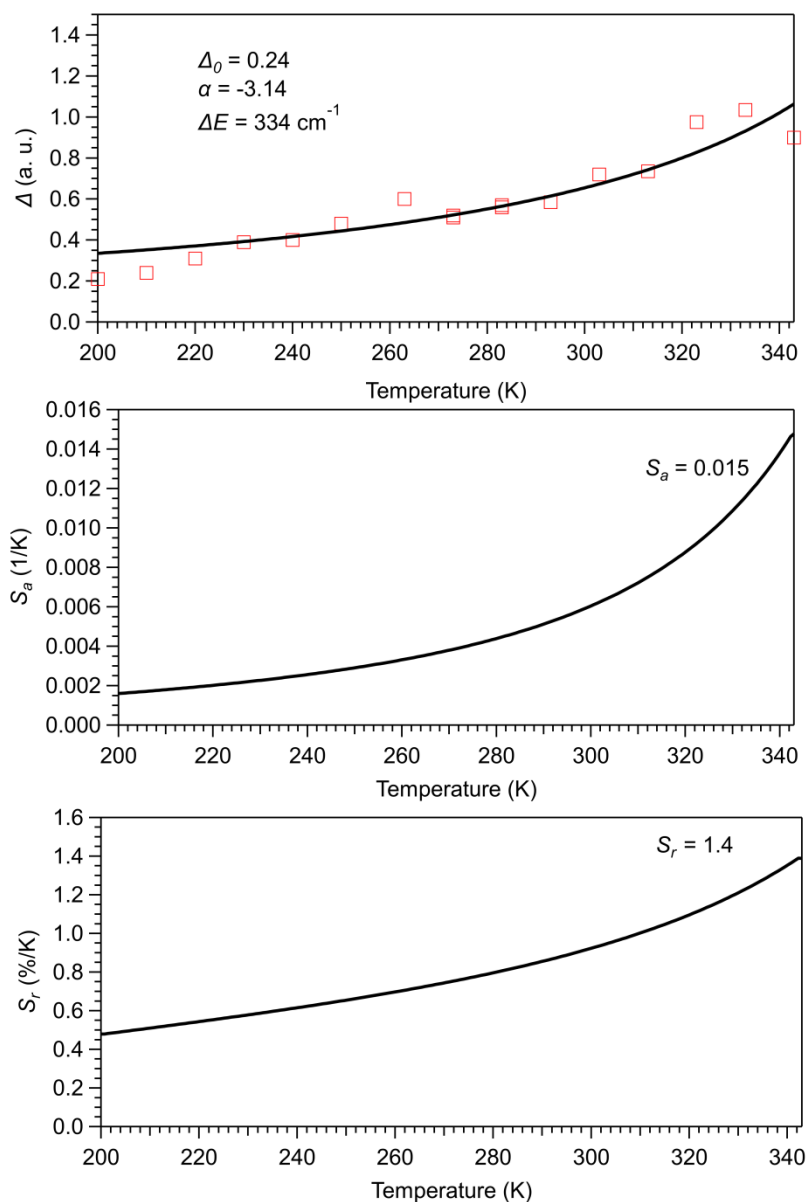 1.4
1.2
1.0
0.8
0.6
0.4
0.2
0.0
Δ (a. u.)
Δ0 = 0.24
α = -3.14
ΔE = 334 cm-1
200 220 240 260 280 300 320 340
Temperature (K)
0.016
0.014
0.012
0.010
0.008
0.006
0.004
0.002
0.000
Sa (1/K)
Sa = 0.015
200 220 240 260 280 300 320 340
Temperature (K)
1.6
1.4
1.2
1.0
0.8
0.6
0.4
0.2
0.0
Sr (%/K)
Sr = 1.4
200 220 240 260 280 300 320 340
Temperature (K)